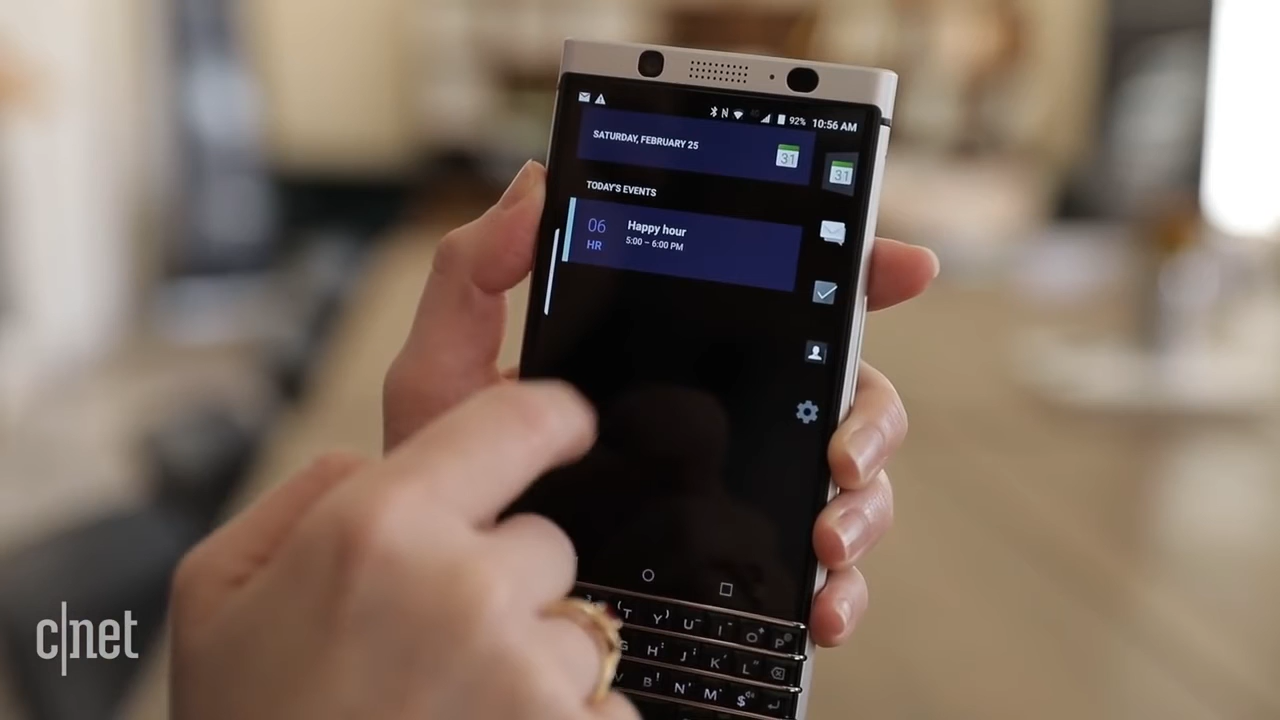 92% 10:56 AM
SATURDAY, FEBRUARY 25
31
31
TODAY'S EVENTS
06
HR
Happy hour
5:00 – 6:00 PM
c|net
( T Y ) U - I ' O + P @
G H : J ; K ' L "
V B ! N , M . $